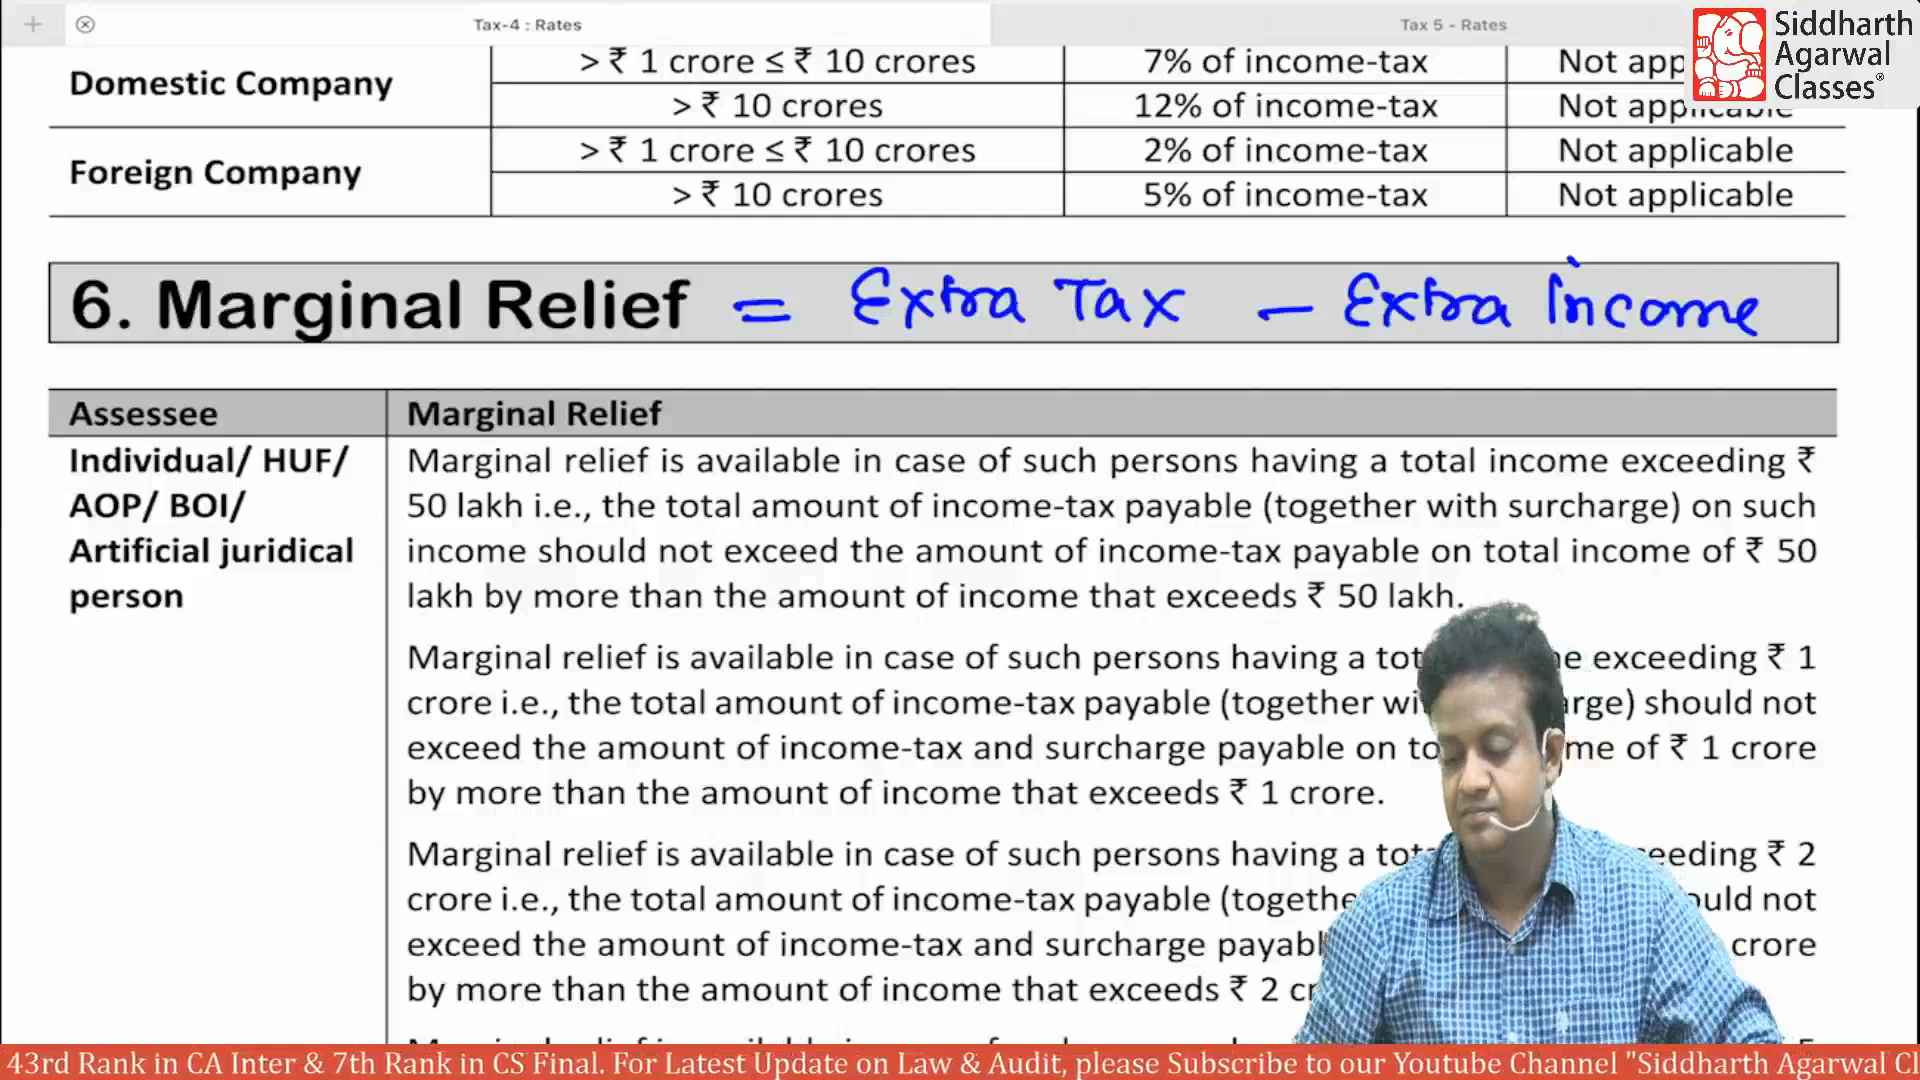 Tax-4 : Rates
Tax 5 - Rates
Siddharth
Agarwal
Classes®
Domestic Company
> ₹ 1 crore ≤ ₹ 10 crores
7% of income-tax
Not app
> ₹ 10 crores
12% of income-tax
Not applicable
Foreign Company
> ₹ 1 crore ≤ ₹ 10 crores
2% of income-tax
Not applicable
> ₹ 10 crores
5% of income-tax
Not applicable
6. Marginal Relief = Extra Tax - Extra Income
Assessee
Marginal Relief
Individual/ HUF/
AOP/ BOI/
Artificial juridical
person
Marginal relief is available in case of such persons having a total income exceeding ₹
50 lakh i.e., the total amount of income-tax payable (together with surcharge) on such
income should not exceed the amount of income-tax payable on total income of ₹ 50
lakh by more than the amount of income that exceeds ₹ 50 lakh.
Marginal relief is available in case of such persons having a tot e exceeding ₹ 1
crore i.e., the total amount of income-tax payable (together wi rge) should not
exceed the amount of income-tax and surcharge payable on to me of ₹ 1 crore
by more than the amount of income that exceeds ₹ 1 crore.
Marginal relief is available in case of such persons having a tot eeding ₹ 2
crore i.e., the total amount of income-tax payable (togethe ould not
exceed the amount of income-tax and surcharge payabl crore
by more than the amount of income that exceeds ₹ 2 cr
43rd Rank in CA Inter & 7th Rank in CS Final. For Latest Update on Law & Audit, please Subscribe to our Youtube Channel "Siddharth Agarwal Cl